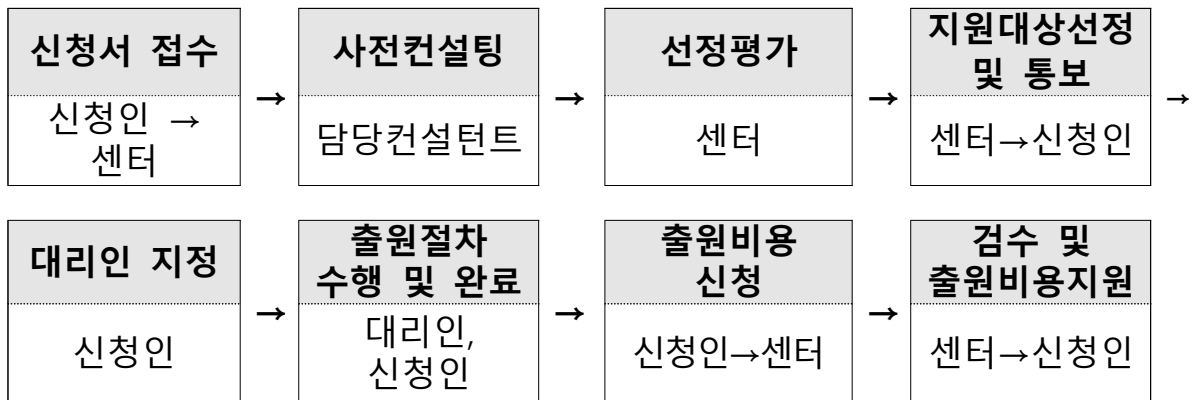 신청서 접수
신청인 →
센터
→
사전컨설팅
담당컨설턴트
→
선정평가
센터
→
지원대상선정
및 통보
센터→신청인
→
대리인 지정
신청인
→
출원절차
수행 및 완료
대리인,
신청인
→
출원비용
신청
신청인→센터
→
검수 및
출원비용지원
센터→신청인